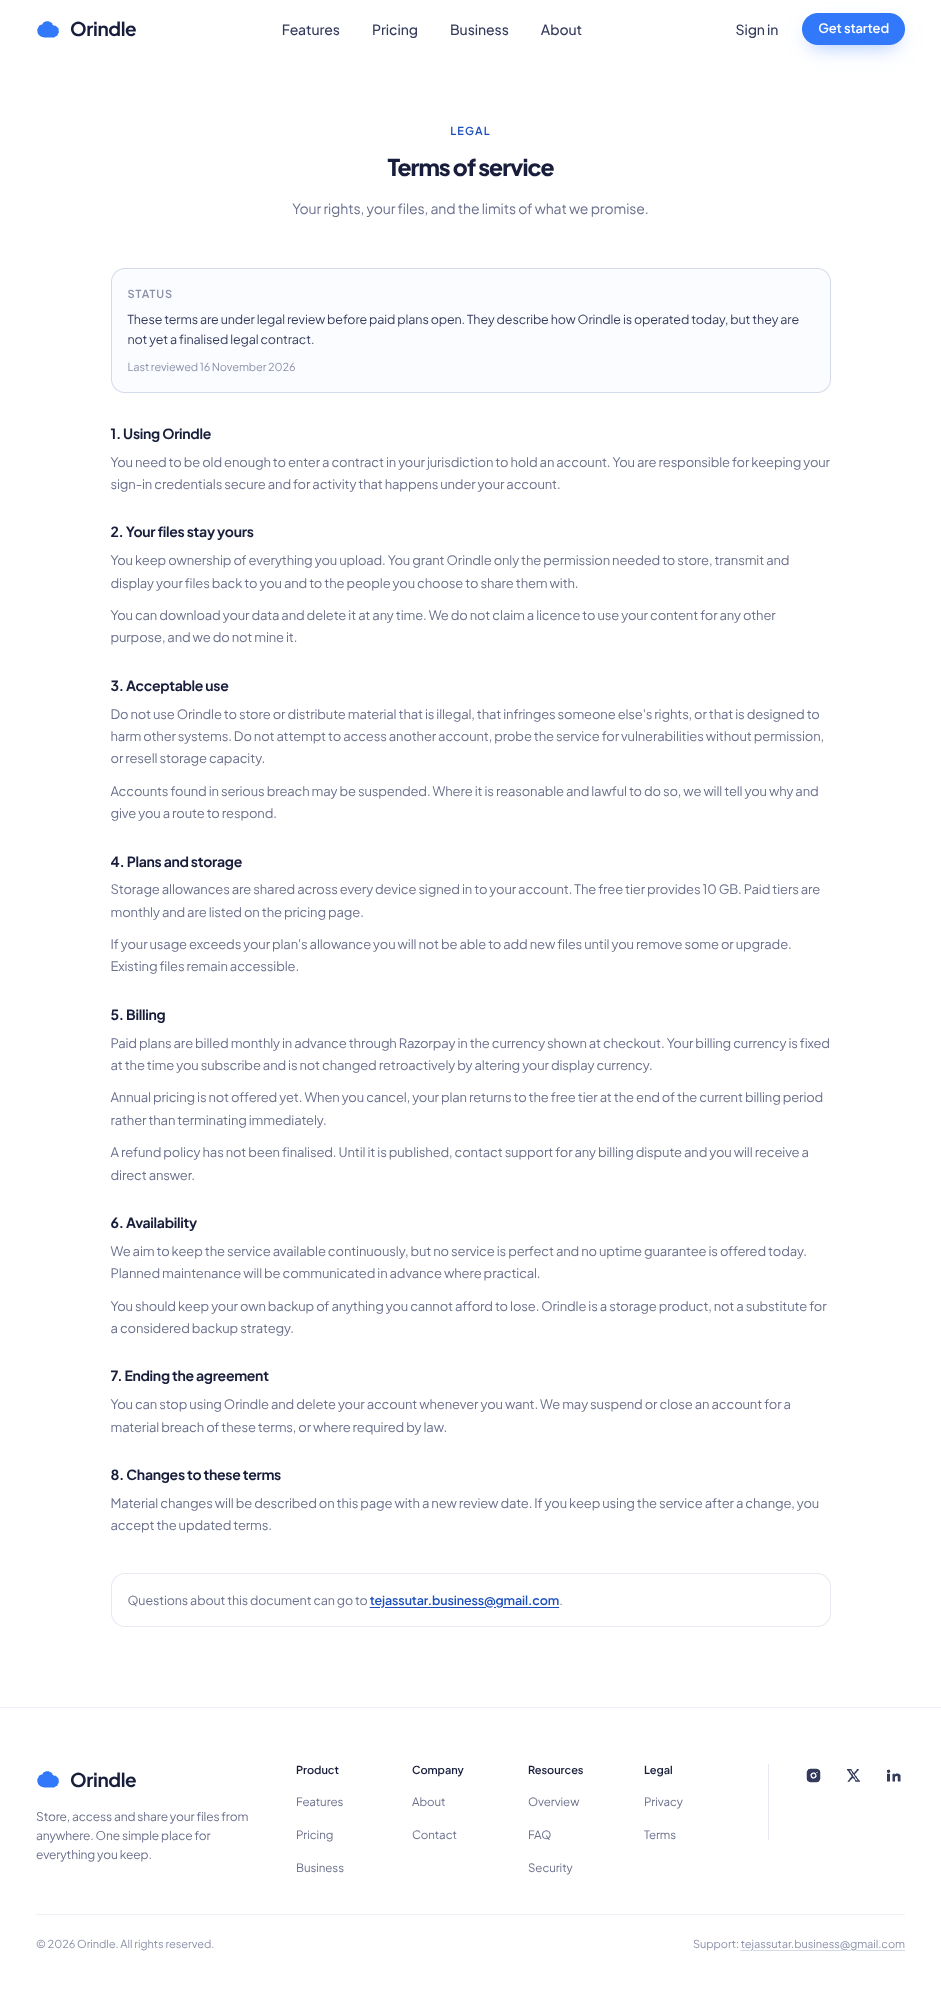 Orindle
Features Pricing Business About
Sign in Get started
LEGAL
Terms of service
Your rights, your files, and the limits of what we promise.
STATUS
These terms are under legal review before paid plans open. They describe how Orindle is operated today, but they are
not yet a finalised legal contract.
Last reviewed 16 November 2026
1. Using Orindle
You need to be old enough to enter a contract in your jurisdiction to hold an account. You are responsible for keeping your
sign-in credentials secure and for activity that happens under your account.
2. Your files stay yours
You keep ownership of everything you upload. You grant Orindle only the permission needed to store, transmit and
display your files back to you and to the people you choose to share them with.
You can download your data and delete it at any time. We do not claim a licence to use your content for any other
purpose, and we do not mine it.
3. Acceptable use
Do not use Orindle to store or distribute material that is illegal, that infringes someone else's rights, or that is designed to
harm other systems. Do not attempt to access another account, probe the service for vulnerabilities without permission,
or resell storage capacity.
Accounts found in serious breach may be suspended. Where it is reasonable and lawful to do so, we will tell you why and
give you a route to respond.
4. Plans and storage
Storage allowances are shared across every device signed in to your account. The free tier provides 10 GB. Paid tiers are
monthly and are listed on the pricing page.
If your usage exceeds your plan's allowance you will not be able to add new files until you remove some or upgrade.
Existing files remain accessible.
5. Billing
Paid plans are billed monthly in advance through Razorpay in the currency shown at checkout. Your billing currency is fixed
at the time you subscribe and is not changed retroactively by altering your display currency.
Annual pricing is not offered yet. When you cancel, your plan returns to the free tier at the end of the current billing period
rather than terminating immediately.
A refund policy has not been finalised. Until it is published, contact support for any billing dispute and you will receive a
direct answer.
6. Availability
We aim to keep the service available continuously, but no service is perfect and no uptime guarantee is offered today.
Planned maintenance will be communicated in advance where practical.
You should keep your own backup of anything you cannot afford to lose. Orindle is a storage product, not a substitute for
a considered backup strategy.
7. Ending the agreement
You can stop using Orindle and delete your account whenever you want. We may suspend or close an account for a
material breach of these terms, or where required by law.
8. Changes to these terms
Material changes will be described on this page with a new review date. If you keep using the service after a change, you
accept the updated terms.
Questions about this document can go to tejassutar.business@gmail.com.
Orindle
Store, access and share your files from
anywhere. One simple place for
everything you keep.
Product
Features
Pricing
Business
Company
About
Contact
Resources
Overview
FAQ
Security
Legal
Privacy
Terms
© 2026 Orindle. All rights reserved.
Support: tejassutar.business@gmail.com